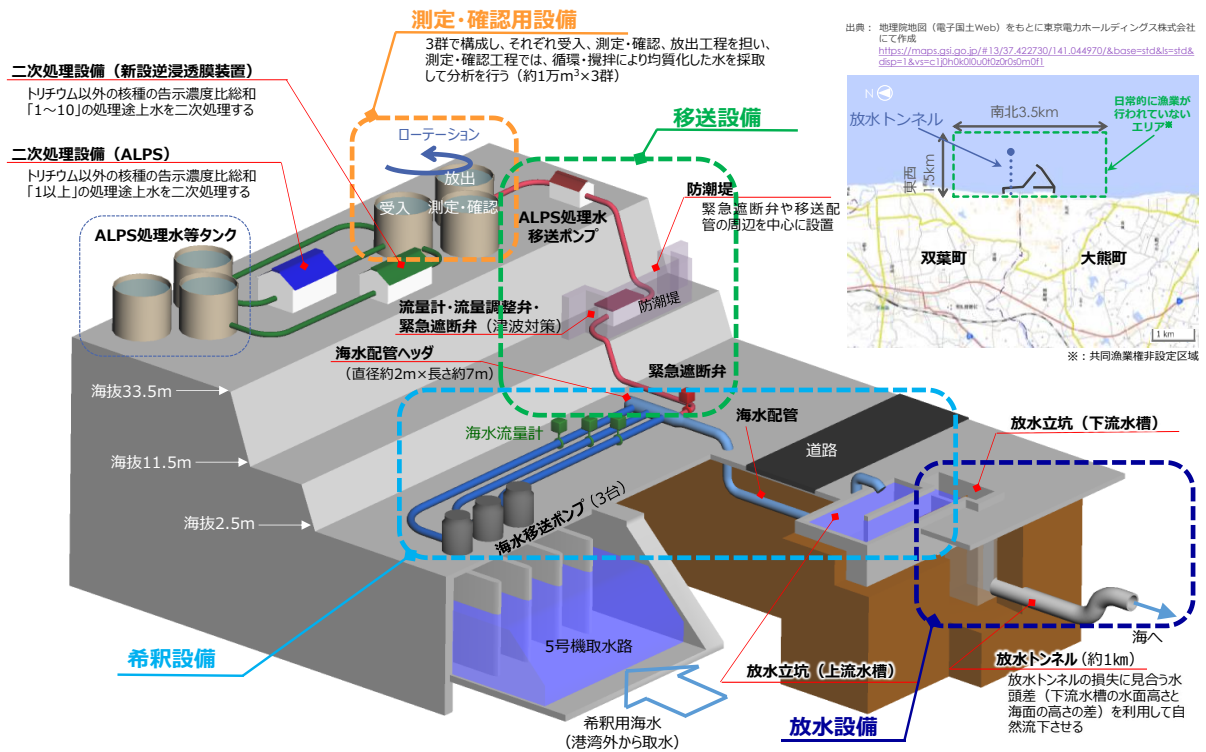 測定・確認用設備
3群で構成し、それぞれ受入、測定・確認、放出工程を担い、
測定・確認工程では、循環・攪拌により均質化した水を採取
して分析を行う（約1万m³×3群）
出典： 地理院地図（電子国土Web）をもとに東京電力ホールディングス株式会社
にて作成
https://maps.gsi.go.jp/#13/37.422730/141.044970/&base=std&ls=std&
disp=1&vs=c1j0h0k0l0u0t0z0r0s0m0f1
二次処理設備（新設逆浸透膜装置）
トリチウム以外の核種の告示濃度比総和
「1～10」の処理途上水を二次処理する
二次処理設備（ALPS）
トリチウム以外の核種の告示濃度比総和
「1以上」の処理途上水を二次処理する
ALPS処理水等タンク
ローテーション
放出
受入
測定・確認
移送設備
ALPS処理水
移送ポンプ
防潮堤
緊急遮断弁や移送配
管の周辺を中心に設置
防潮堤
流量計・流量調整弁・
緊急遮断弁（津波対策）
海水配管ヘッダ
（直径約2m×長さ約7m）
緊急遮断弁
N
放水トンネル
南北3.5km
東西
1.5km
日常的に漁業が
行われていない
エリア※
双葉町
大熊町
1 km
※：共同漁業権非設定区域
海抜33.5m
海抜11.5m
海抜2.5m
海水流量計
海水配管
道路
放水立坑（下流水槽）
海水移送ポンプ（3台）
5号機取水路
希釈設備
希釈用海水
（港湾外から取水）
放水立坑（上流水槽）
海へ
放水トンネル（約1km）
放水トンネルの損失に見合う水
頭差（下流水槽の水面高さと
海面の高さの差）を利用して自
然流下させる
放水設備